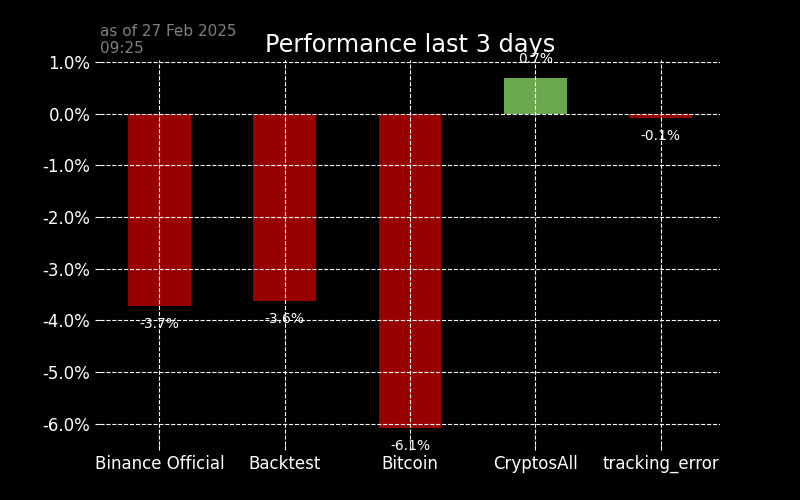 as of 27 Feb 2025
09:25
Performance last 3 days
1.0%
0.0%
-1.0%
-2.0%
-3.0%
-4.0%
-5.0%
-6.0%
-3.7%
-3.6%
-6.1%
0.7%
-0.1%
Binance Official
Backtest
Bitcoin
CryptosAll
tracking_error